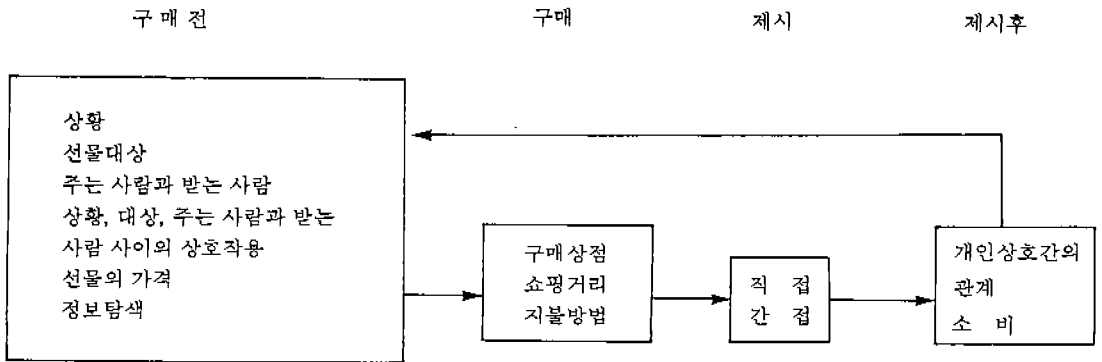 구 매 전 구매 제시 제시후
상황
선물대상
주는 사람과 받는 사람
상황, 대상, 주는 사람과 받는
사람 사이의 상호작용
선물의 가격
정보탐색
구매상점
쇼핑거리
지불방법
직 접
간 접
개인상호간의
관계
소 비